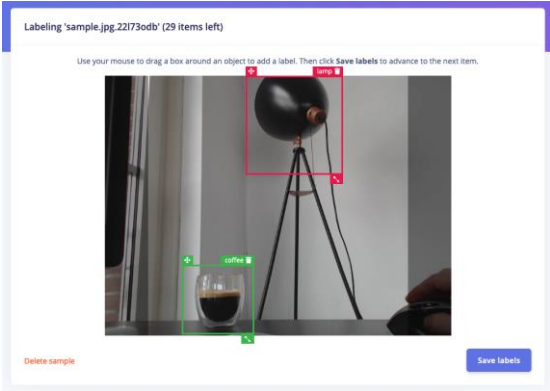 Labeling 'sample.jpg.22l73odb' (29 items left)
Use your mouse to drag a box around an object to add a label. Then click Save labels to advance to the next item.
lamp
coffee
Delete sample
Save labels